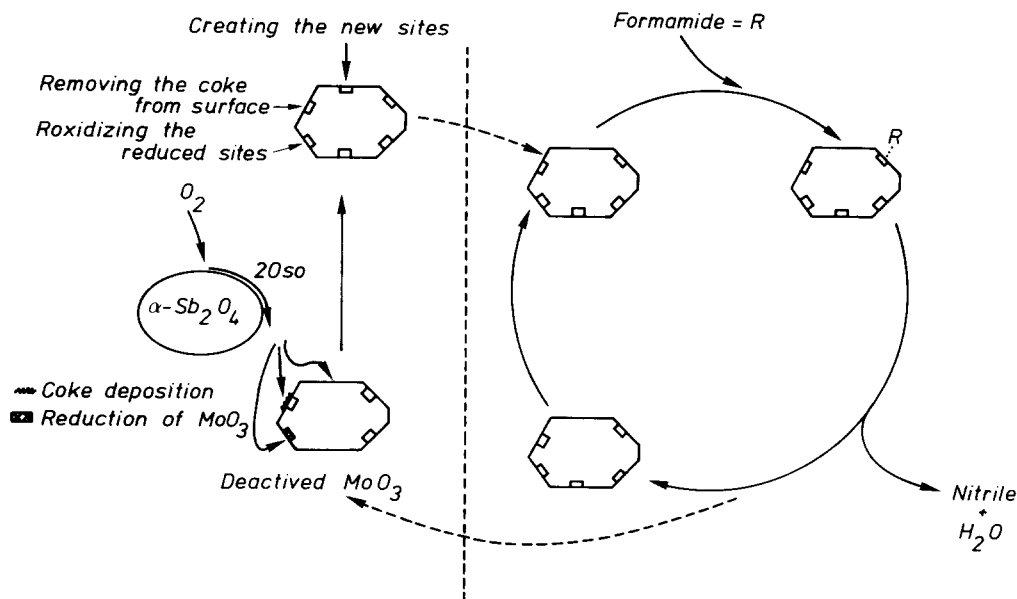 Creating the new sites
Removing the coke
from surface
Roxidizing the
reduced sites
O2
2Oso
α-Sb2O4
Coke deposition
Reduction of MoO3
Deactived MoO3
Formamide = R
R
Nitrile
+
H2O